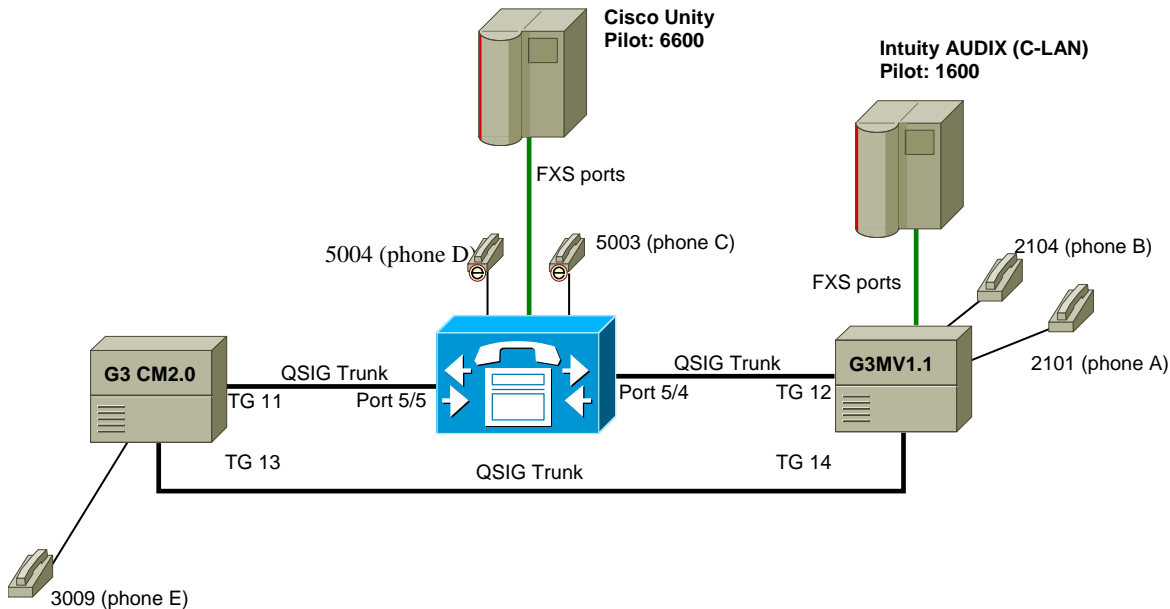 Cisco Unity
Pilot: 6600
Intuity AUDIX (C-LAN)
Pilot: 1600
FXS ports
5004 (phone D)
5003 (phone C)
2104 (phone B)
FXS ports
G3 CM2.0
QSIG Trunk
QSIG Trunk
G3MV1.1
2101 (phone A)
TG 11
Port 5/5
Port 5/4
TG 12
TG 13
QSIG Trunk
TG 14
3009 (phone E)